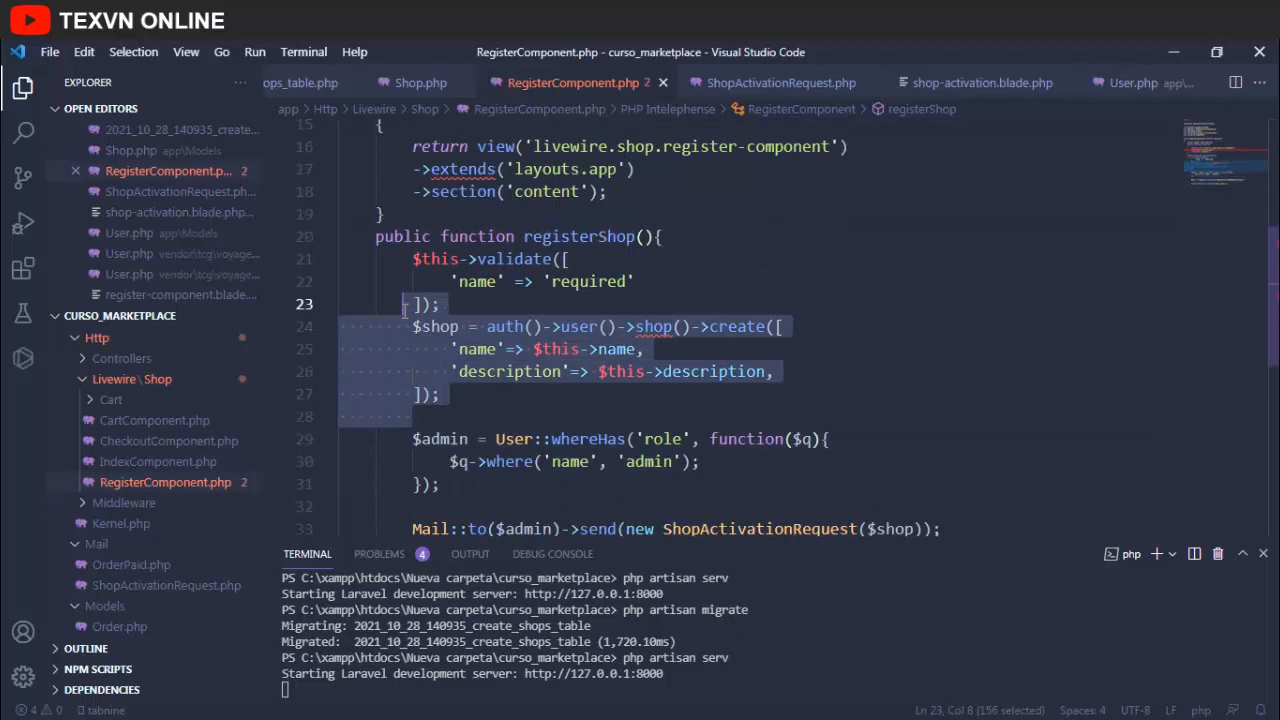 TEXVN ONLINE
File Edit Selection View Go Run Terminal Help RegisterComponent.php - curso_marketplace - Visual Studio Code
EXPLORER ··· ops_table.php Shop.php RegisterComponent.php 2 ShopActivationRequest.php shop-activation.blade.php User.php app\...
OPEN EDITORS
2021_10_28_140935_create...
Shop.php app\Models
RegisterComponent.p... 2
ShopActivationRequest.ph...
shop-activation.blade.php...
User.php app\Models
User.php vendor\tcg\voyage...
User.php vendor\tcg\voyage...
register-component.blade....
CURSO_MARKETPLACE
Http
Controllers
Livewire \ Shop
Cart
CartComponent.php
CheckoutComponent.php
IndexComponent.php
RegisterComponent.php 2
Middleware
Kernel.php
Mail
OrderPaid.php
ShopActivationRequest.php
Models
Order.php
OUTLINE
NPM SCRIPTS
DEPENDENCIES
app > Http > Livewire > Shop > RegisterComponent.php > PHP Intelephense > RegisterComponent > registerShop
15 {
16 return view('livewire.shop.register-component')
17 ->extends('layouts.app')
18 ->section('content');
19 }
20 public function registerShop(){
21 $this->validate([
22 'name' => 'required'
23 ]);
24 $shop = auth()->user()->shop()->create([
25 'name'=> $this->name,
26 'description'=> $this->description,
27 ]);
28
29 $admin = User::whereHas('role', function($q){
30 $q->where('name', 'admin');
31 });
32
33 Mail::to($admin)->send(new ShopActivationRequest($shop));
TERMINAL PROBLEMS 4 OUTPUT DEBUG CONSOLE php
PS C:\xampp\htdocs\Nueva carpeta\curso_marketplace> php artisan serv
Starting Laravel development server: http://127.0.0.1:8000
PS C:\xampp\htdocs\Nueva carpeta\curso_marketplace> php artisan migrate
Migrating: 2021_10_28_140935_create_shops_table
Migrated: 2021_10_28_140935_create_shops_table (1,720.10ms)
PS C:\xampp\htdocs\Nueva carpeta\curso_marketplace> php artisan serv
Starting Laravel development server: http://127.0.0.1:8000
4 0 tabnine Ln 23, Col 8 (156 selected) Spaces: 4 UTF-8 LF php